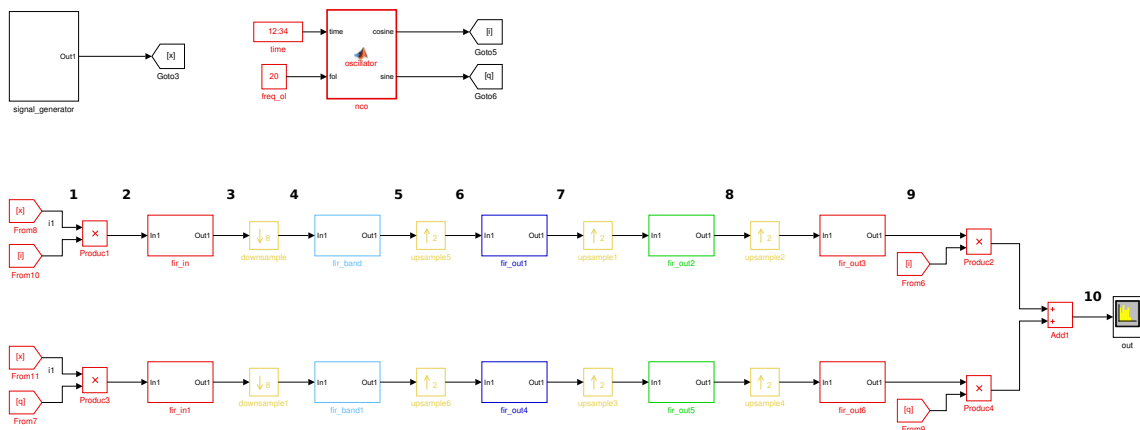 Out1
[x]
Goto3
signal_generator
12:34
time
20
freq_ol
time
fol
oscillator
cosine
sine
nco
[i]
Goto5
[q]
Goto6
1 2 3 4 5 6 7 8 9
[x]
From8
i1
[i]
From10
×
Produc1
In1 Out1
fir_in
↓ 8
downsample
In1 Out1
fir_band
↑ 2
upsample5
In1 Out1
fir_out1
↑ 2
upsample1
In1 Out1
fir_out2
↑ 2
upsample2
In1 Out1
fir_out3
[i]
From6
×
Produc2
10
+
+
Add1
out
[x]
From11
i1
[q]
From7
×
Produc3
In1 Out1
fir_in1
↓ 8
downsample1
In1 Out1
fir_band1
↑ 2
upsample6
In1 Out1
fir_out4
↑ 2
upsample3
In1 Out1
fir_out5
↑ 2
upsample4
In1 Out1
fir_out6
[q]
From9
×
Produc4